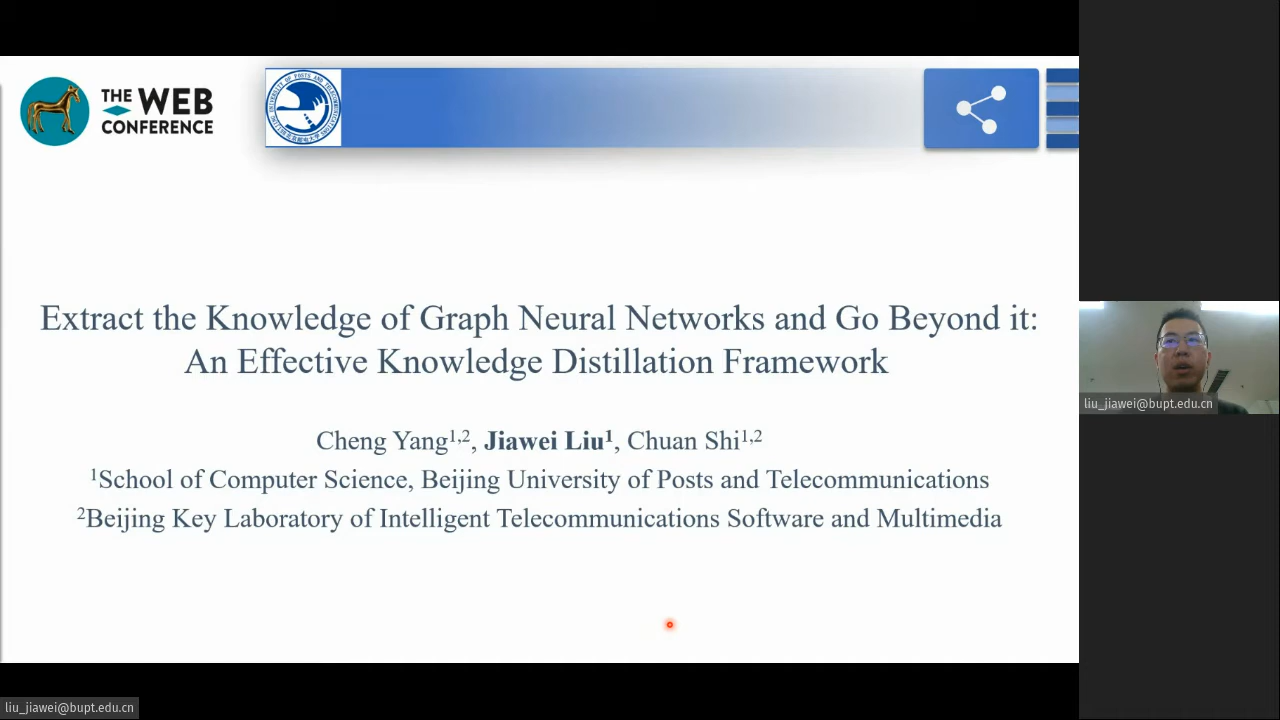 THE WEB
CONFERENCE
Extract the Knowledge of Graph Neural Networks and Go Beyond it:
An Effective Knowledge Distillation Framework
Cheng Yang1,2, Jiawei Liu1, Chuan Shi1,2
1School of Computer Science, Beijing University of Posts and Telecommunications
2Beijing Key Laboratory of Intelligent Telecommunications Software and Multimedia
liu_jiawei@bupt.edu.cn
liu_jiawei@bupt.edu.cn